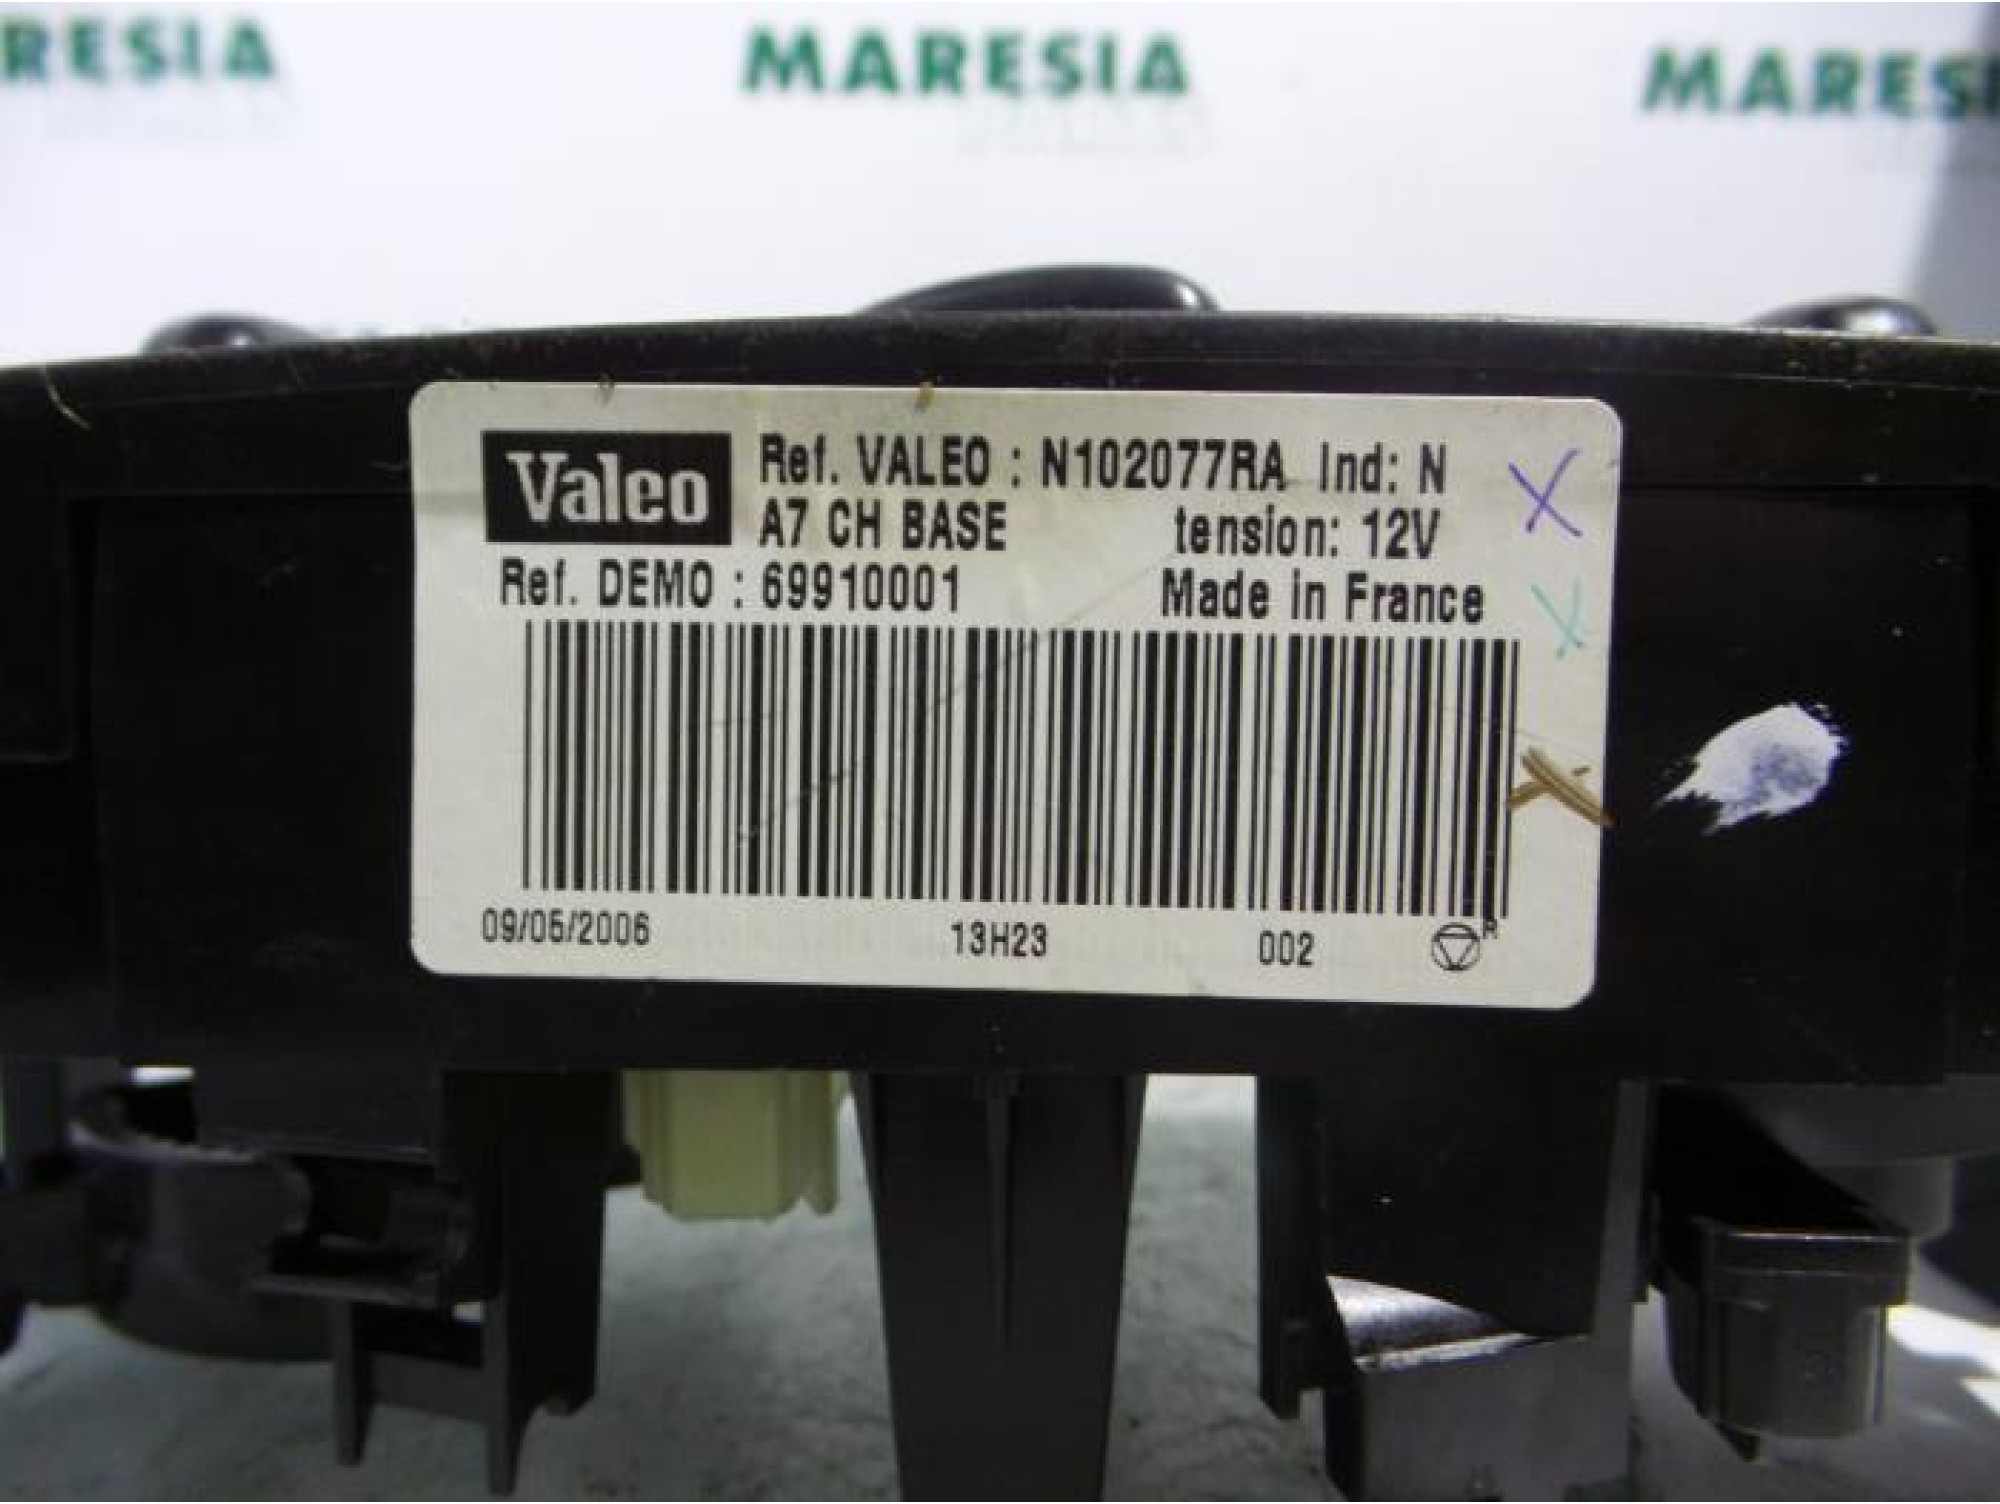 RESIA
MARESIA
MARES
Valeo
Ref. VALEO : N102077RA Ind: N
A7 CH BASE tension: 12V
Ref. DEMO : 69910001 Made in France
09/05/2006 13H23 002 R